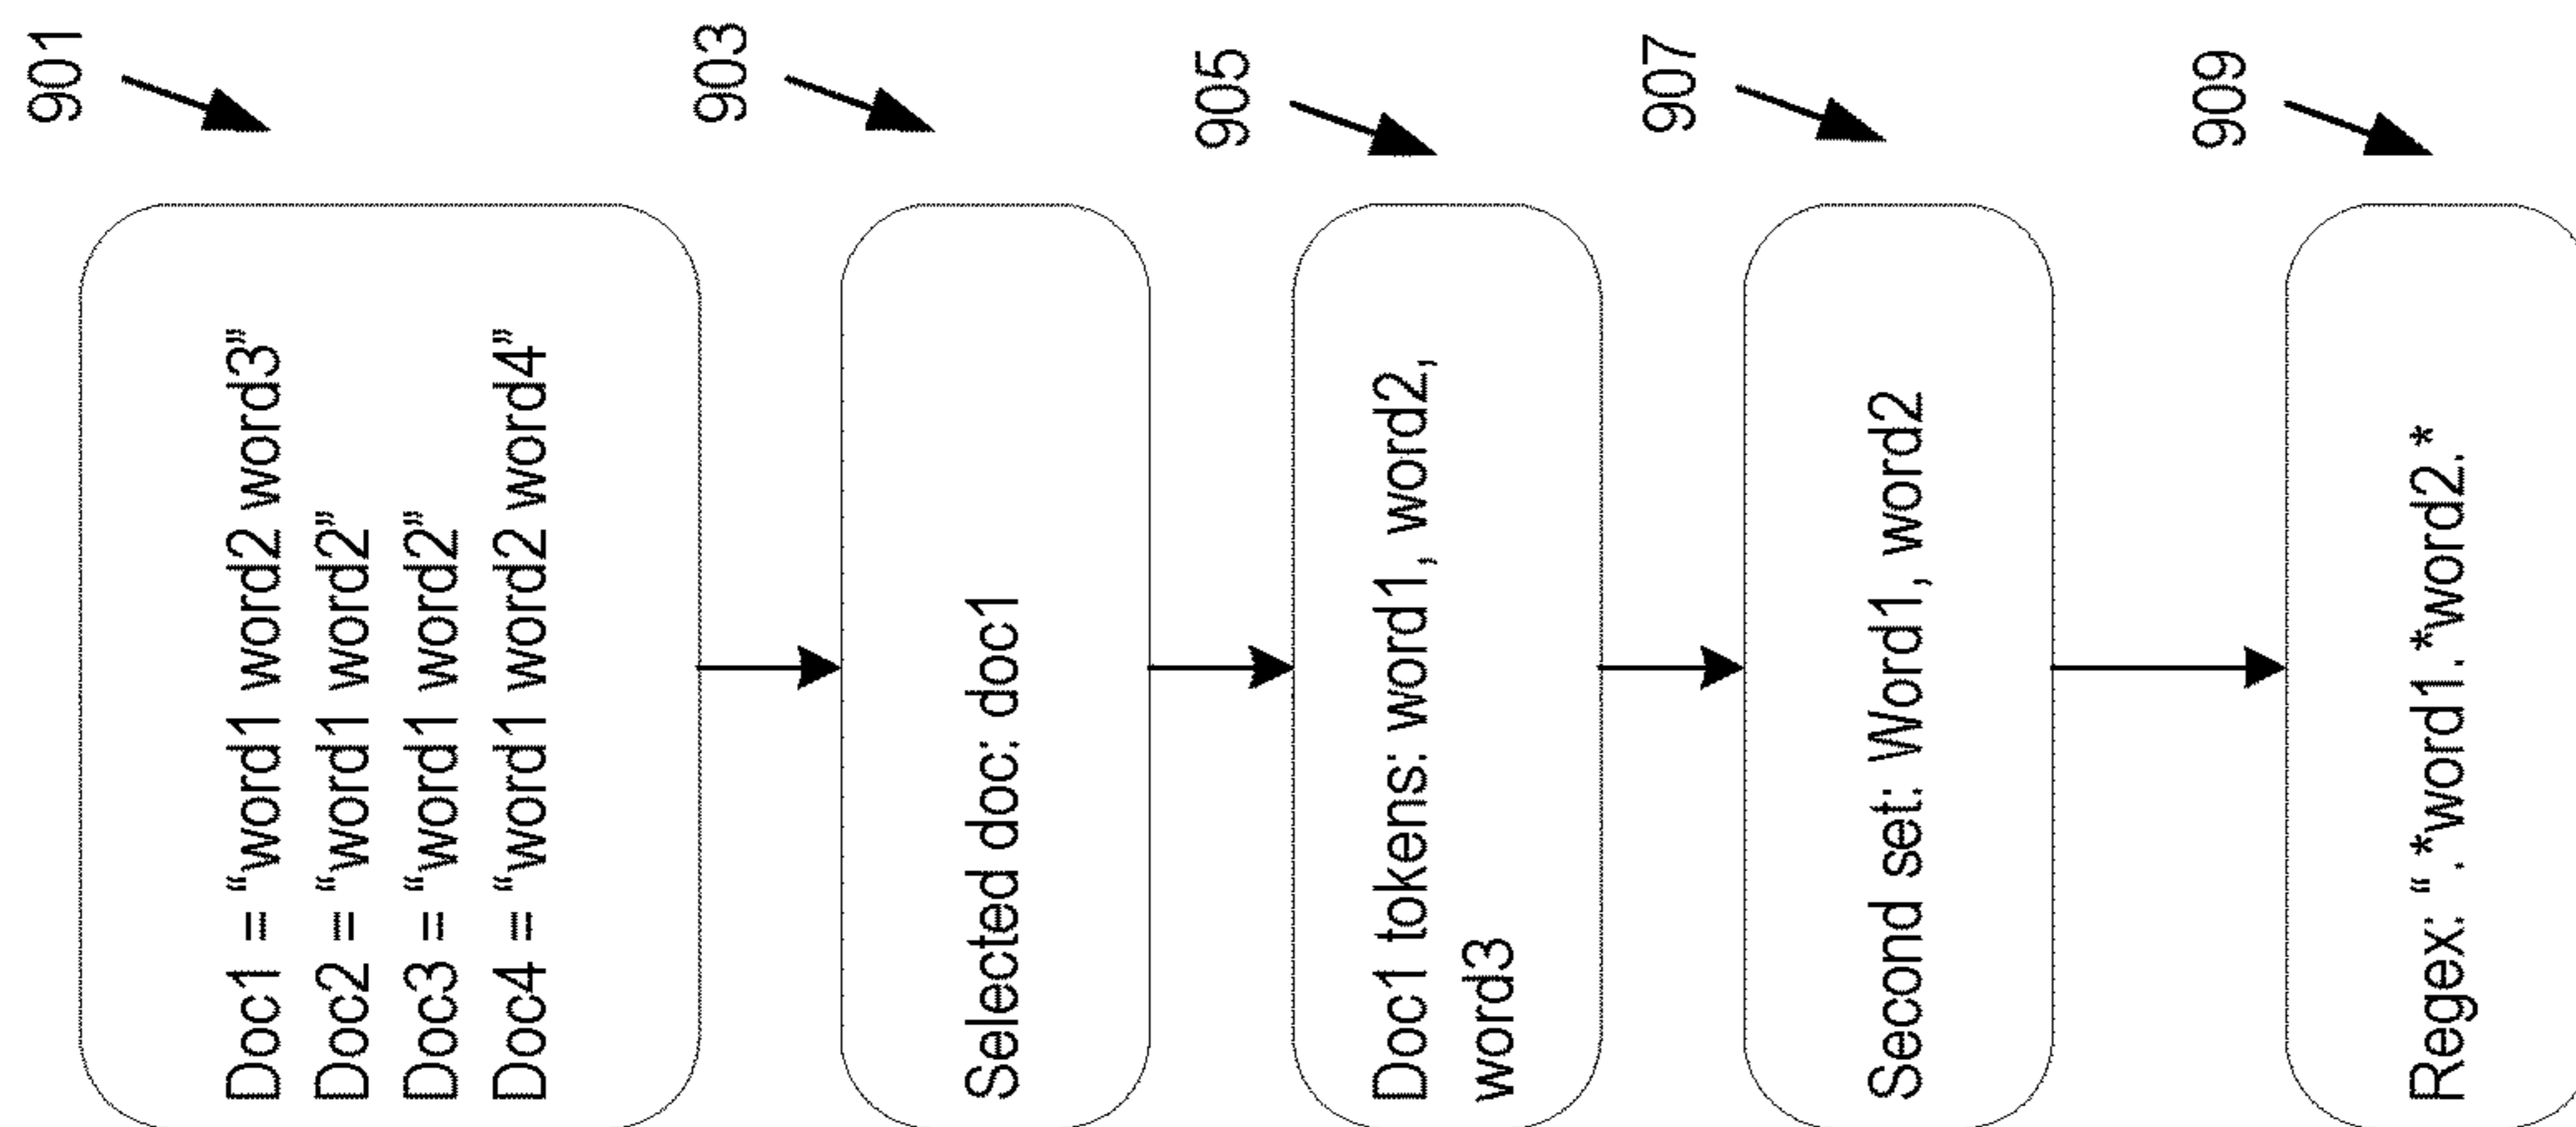 901
Doc1 = “word1 word2 word3”
Doc2 = “word1 word2”
Doc3 = “word1 word2”
Doc4 = “word1 word2 word4”
903
Selected doc: doc1
905
Doc1 tokens: word1, word2,
word3
907
Second set: Word1, word2
909
Regex: “.*word1.*word2.*